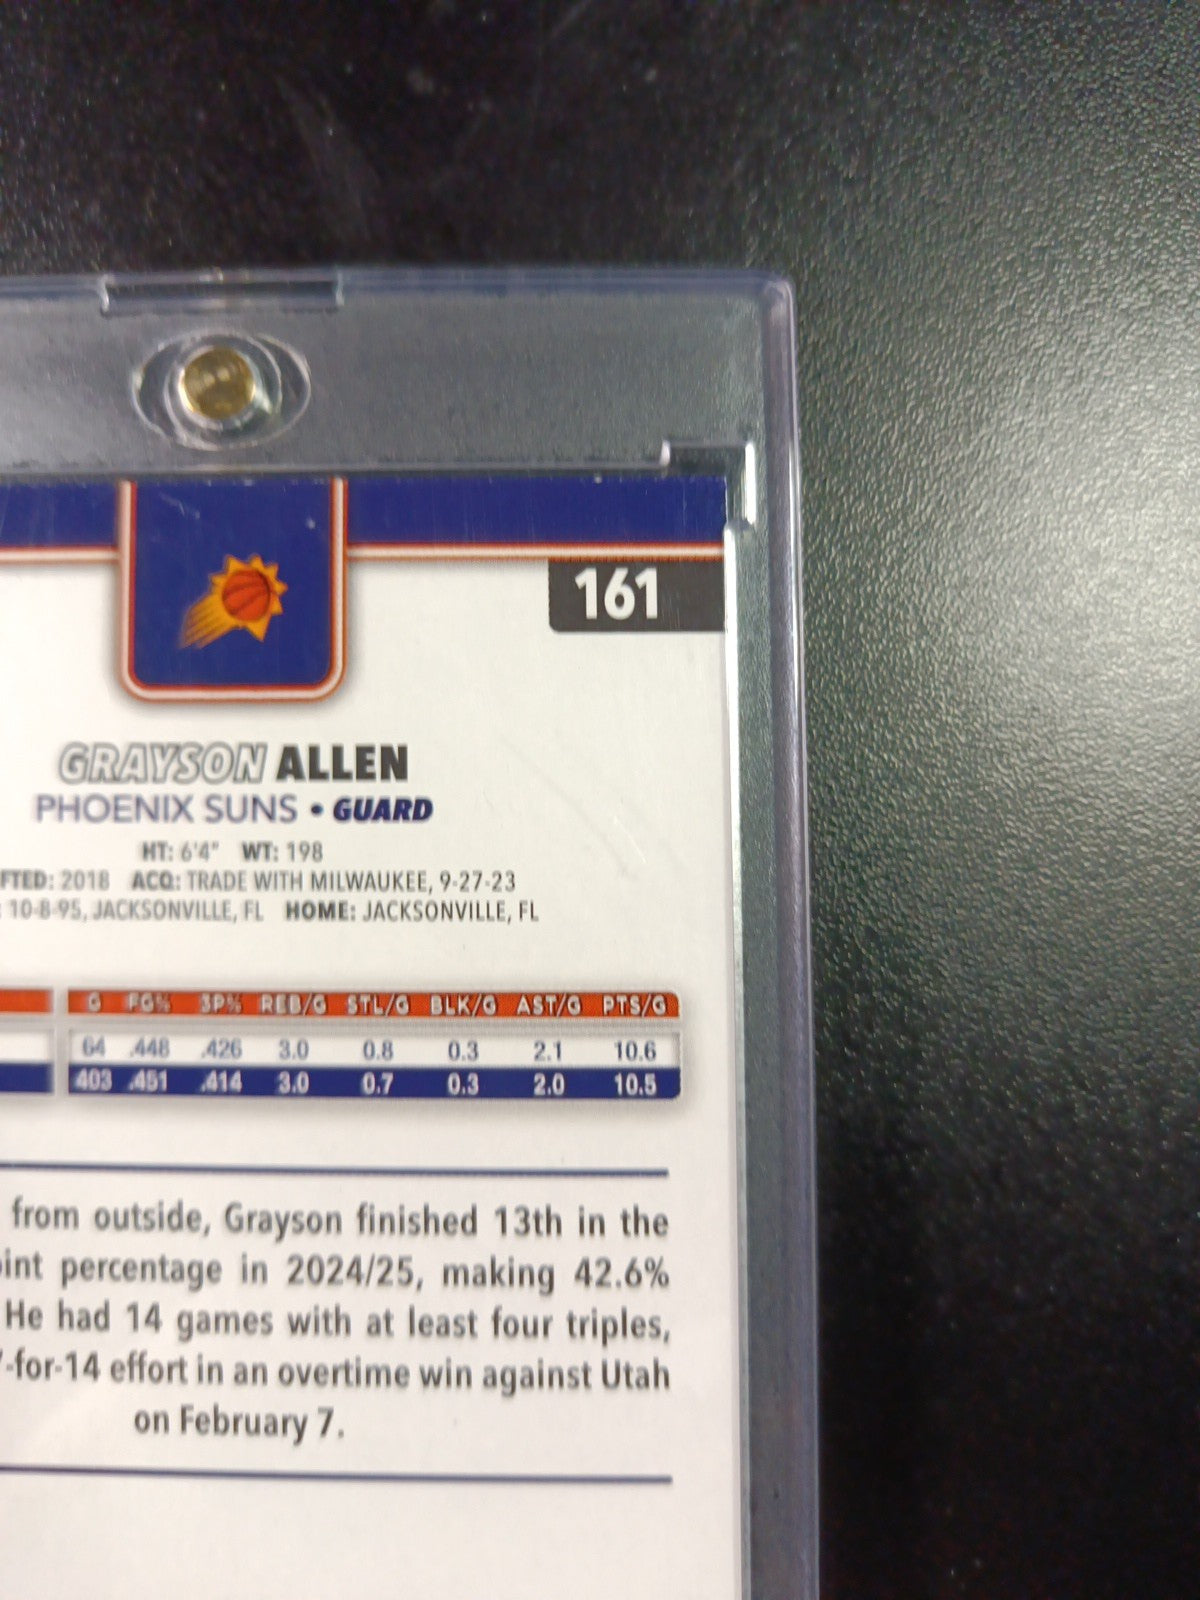 161
GRAYSON ALLEN
PHOENIX SUNS • GUARD
HT: 6'4" WT: 198
FTED: 2018 ACQ: TRADE WITH MILWAUKEE, 9-27-23
: 10-8-95, JACKSONVILLE, FL HOME: JACKSONVILLE, FL
G FG% 3P% REB/G STL/G BLK/G AST/G PTS/G
64 .448 .426 3.0 0.8 0.3 2.1 10.6
403 .451 .414 3.0 0.7 0.3 2.0 10.5
from outside, Grayson finished 13th in the
oint percentage in 2024/25, making 42.6%
He had 14 games with at least four triples,
-for-14 effort in an overtime win against Utah
on February 7.